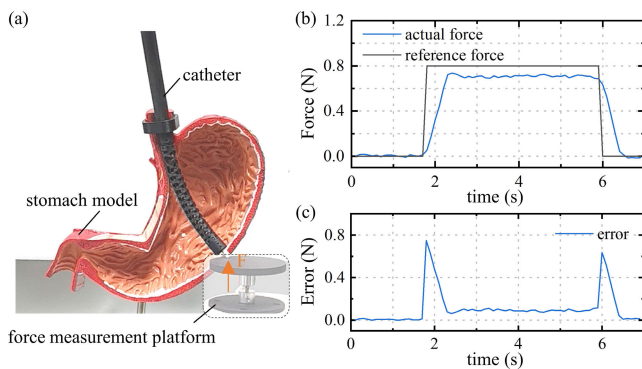 (a)
catheter
stomach model
F
force measurement platform
(b)
actual force
reference force
Force (N)
1.2
0.8
0.4
0.0
0
2
4
6
time (s)
(c)
error
Error (N)
0.8
0.4
0.0
0
2
4
6
time (s)